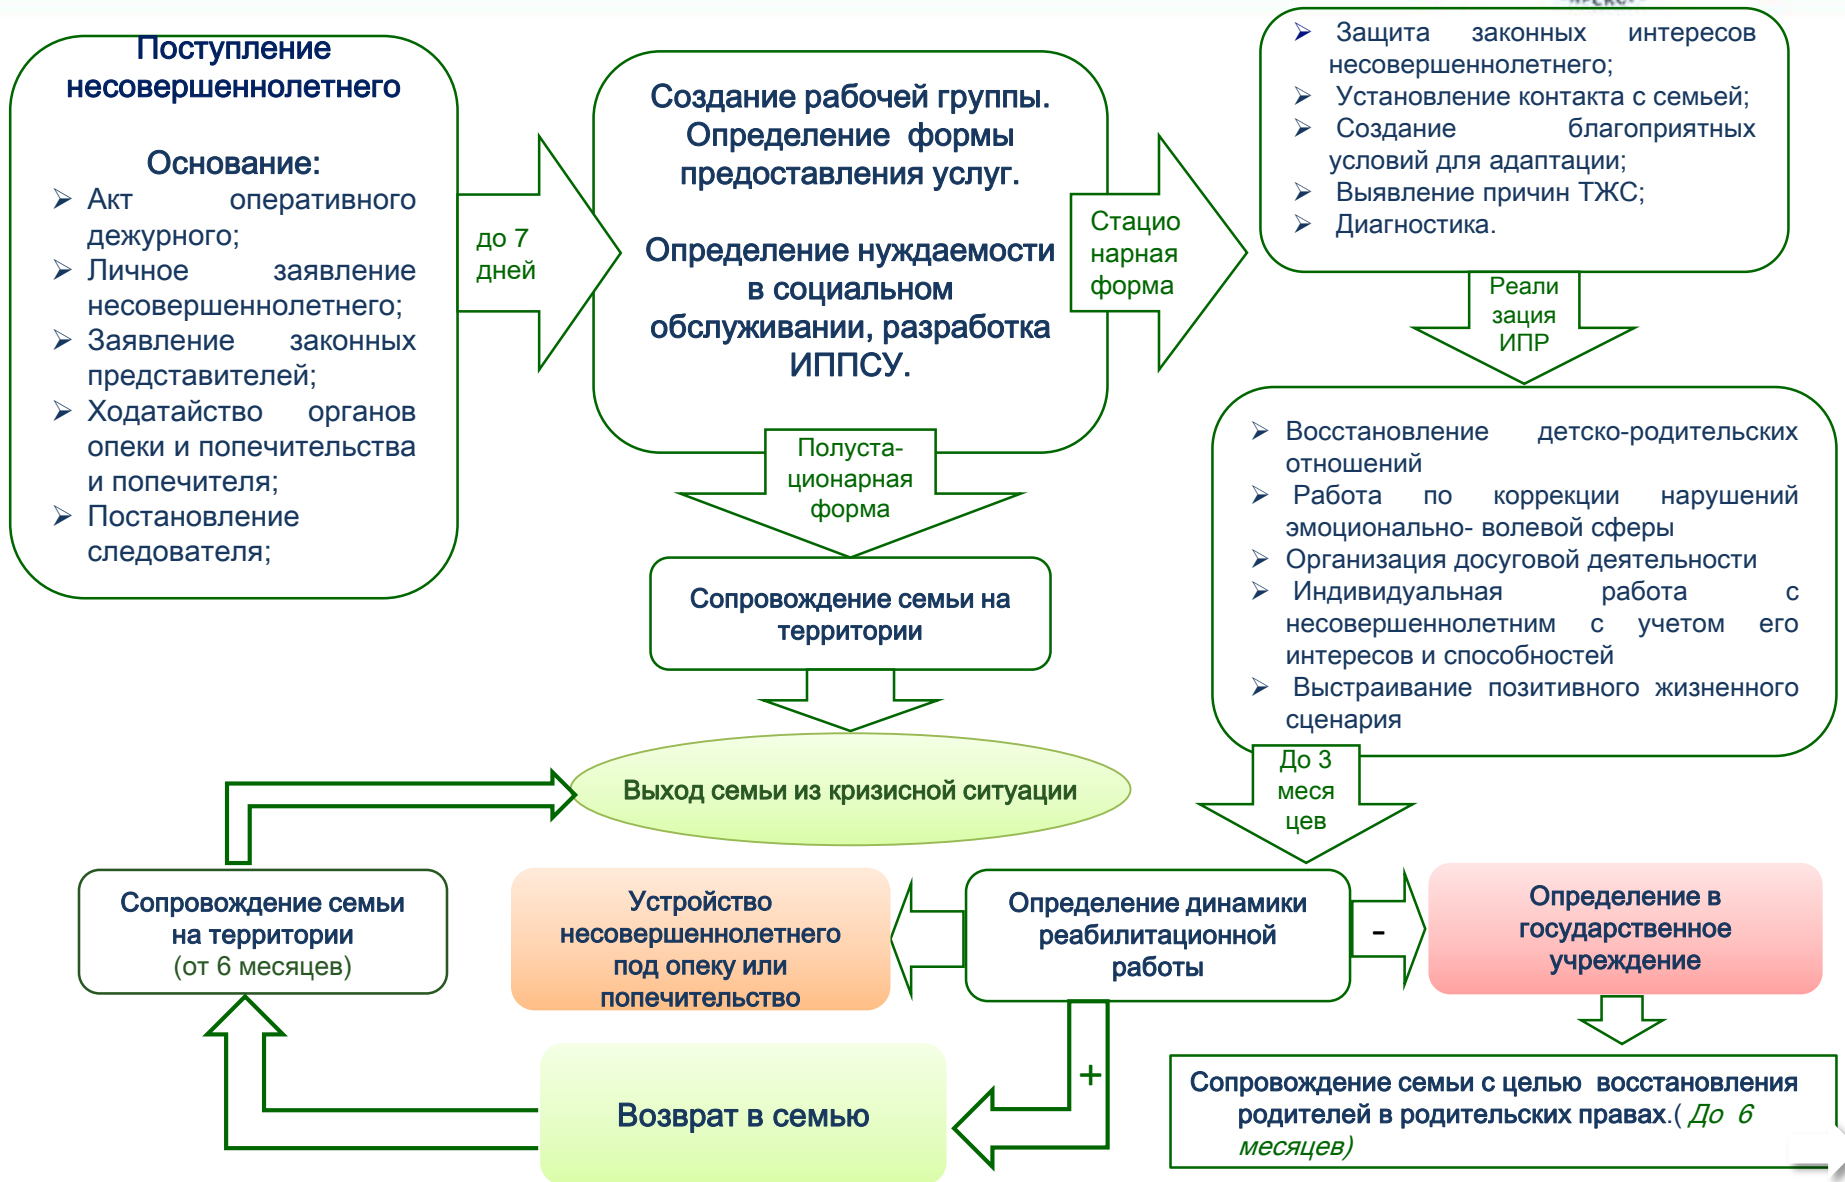 Поступление
несовершеннолетнего
Основание:
Акт оперативного
дежурного;
Личное заявление
несовершеннолетнего;
Заявление законных
представителей;
Ходатайство органов
опеки и попечительства
и попечителя;
Постановление
следователя;
до 7
дней
Создание рабочей группы.
Определение формы
предоставления услуг.
Определение нуждаемости
в социальном
обслуживании, разработка
ИППСУ.
Стацио
нарная
форма
Защита законных интересов
несовершеннолетнего;
Установление контакта с семьей;
Создание благоприятных
условий для адаптации;
Выявление причин ТЖС;
Диагностика.
Реали
зация
ИПР
Полуста-
ционарная
форма
Сопровождение семьи на
территории
Восстановление детско-родительских
отношений
Работа по коррекции нарушений
эмоционально- волевой сферы
Организация досуговой деятельности
Индивидуальная работа с
несовершеннолетним с учетом его
интересов и способностей
Выстраивание позитивного жизненного
сценария
До 3
меся
цев
Выход семьи из кризисной ситуации
Сопровождение семьи
на территории
(от 6 месяцев)
Устройство
несовершеннолетнего
под опеку или
попечительство
Определение динамики
реабилитационной
работы
-
Определение в
государственное
учреждение
+
Возврат в семью
Сопровождение семьи с целью восстановления
родителей в родительских правах.( До 6
месяцев)